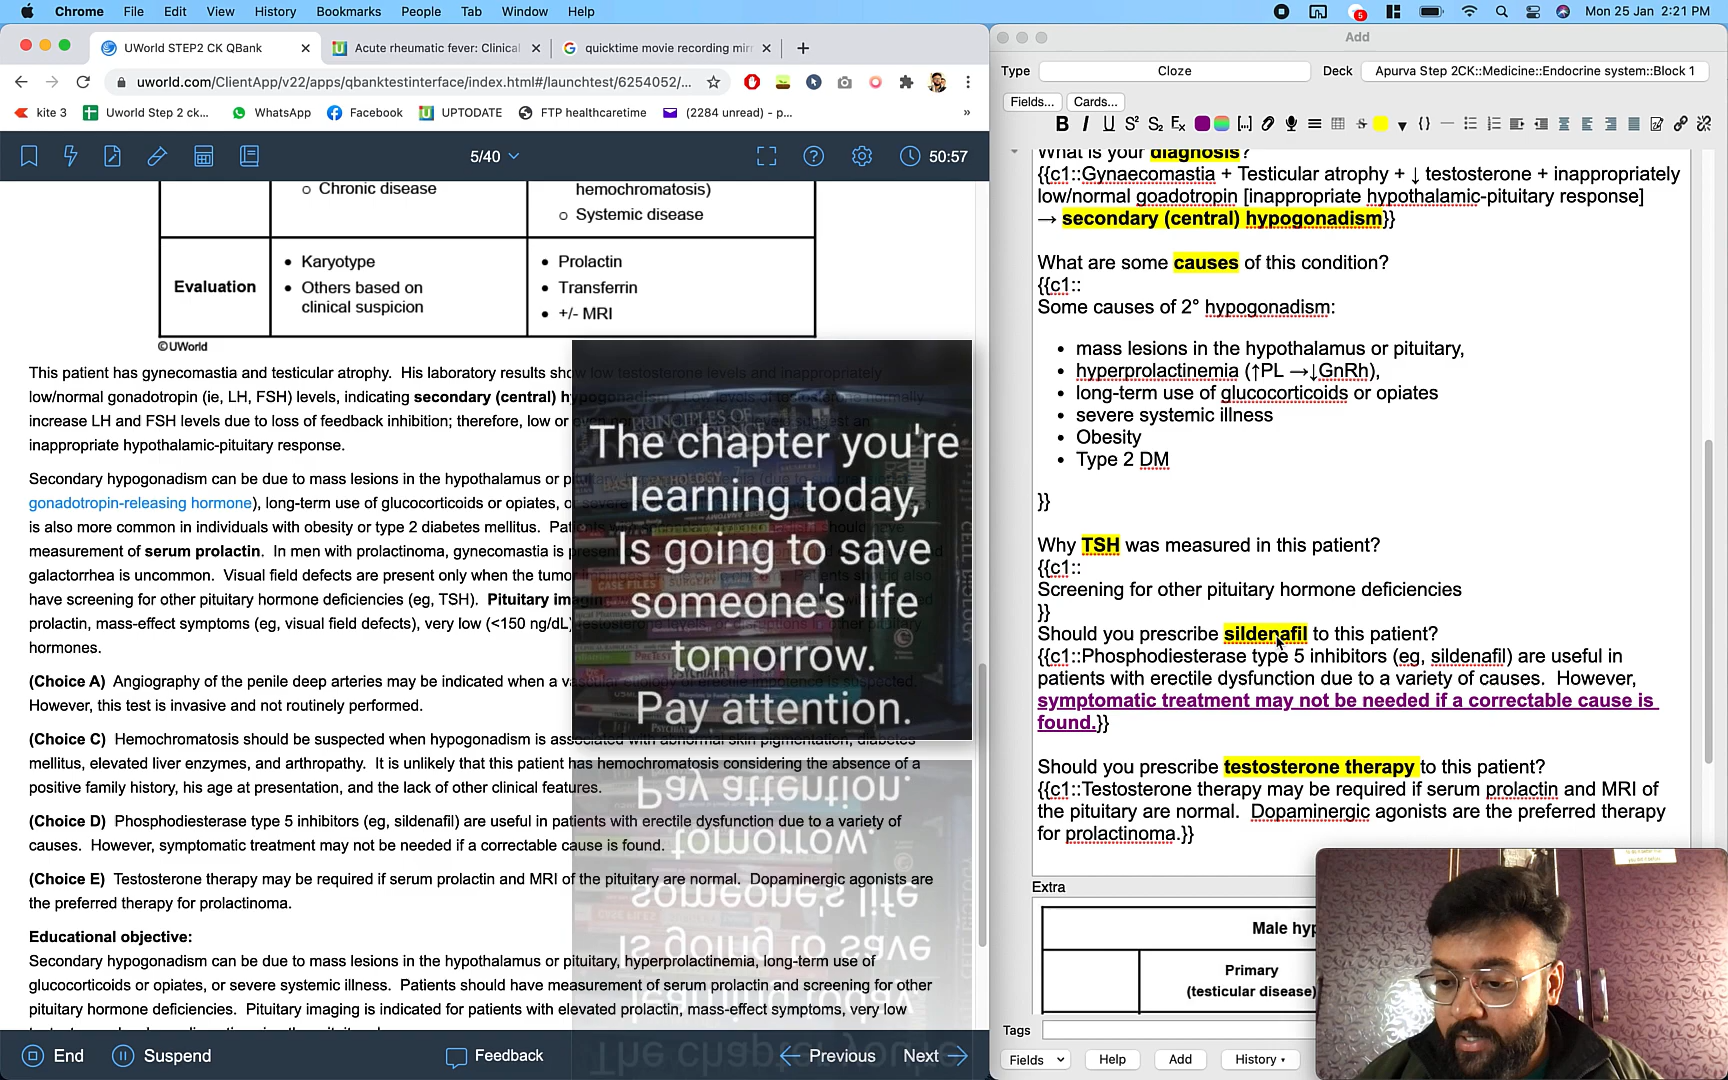 Chrome File Edit View History Bookmarks People Tab Window Help
5
Mon 25 Jan 2:21 PM
UWorld STEP2 CK QBank
Acute rheumatic fever: Clinical
quicktime movie recording mirr
uworld.com/ClientApp/v22/apps/qbanktestinterface/index.html#/launchtest/6254052/...
kite 3 Uworld Step 2 ck... WhatsApp Facebook UPTODATE FTP healthcaretime (2284 unread) - p... »
5/40
50:57
Chronic disease
hemochromatosis)
Systemic disease
Evaluation
• Karyotype
• Others based on
clinical suspicion
• Prolactin
• Transferrin
• +/- MRI
©UWorld
This patient has gynecomastia and testicular atrophy. His laboratory results show low testosterone levels and inappropriately
low/normal gonadotropin (ie, LH, FSH) levels, indicating secondary (central) hypogonadism.
increase LH and FSH levels due to loss of feedback inhibition; therefore, low or
inappropriate hypothalamic-pituitary response.
Secondary hypogonadism can be due to mass lesions in the hypothalamus or
gonadotropin-releasing hormone), long-term use of glucocorticoids or opiates,
is also more common in individuals with obesity or type 2 diabetes mellitus.
measurement of serum prolactin. In men with prolactinoma, gynecomastia is
galactorrhea is uncommon. Visual field defects are present only when the tumor
have screening for other pituitary hormone deficiencies (eg, TSH). Pituitary
prolactin, mass-effect symptoms (eg, visual field defects), very low (<150 ng/dL)
hormones.
(Choice A) Angiography of the penile deep arteries may be indicated when a
However, this test is invasive and not routinely performed.
(Choice C) Hemochromatosis should be suspected when hypogonadism is associated with abnormal skin pigmentation, diabetes
mellitus, elevated liver enzymes, and arthropathy. It is unlikely that this patient has hemochromatosis considering the absence of a
positive family history, his age at presentation, and the lack of other clinical features.
(Choice D) Phosphodiesterase type 5 inhibitors (eg, sildenafil) are useful in patients with erectile dysfunction due to a variety of
causes. However, symptomatic treatment may not be needed if a correctable cause is found.
(Choice E) Testosterone therapy may be required if serum prolactin and MRI of the pituitary are normal. Dopaminergic agonists are
the preferred therapy for prolactinoma.
Educational objective:
Secondary hypogonadism can be due to mass lesions in the hypothalamus or pituitary, hyperprolactinemia, long-term use of
glucocorticoids or opiates, or severe systemic illness. Patients should have measurement of serum prolactin and screening for other
pituitary hormone deficiencies. Pituitary imaging is indicated for patients with elevated prolactin, mass-effect symptoms, very low
The chapter you're
learning today,
Is going to save
someone's life
tomorrow.
Pay attention.
End Suspend Feedback Previous Next
Add
Type Cloze Deck Apurva Step 2CK::Medicine::Endocrine system::Block 1
Fields... Cards...
What is your diagnosis?
{{c1::Gynaecomastia + Testicular atrophy + ↓ testosterone + inappropriately
low/normal goadotropin [inappropriate hypothalamic-pituitary response]
→ secondary (central) hypogonadism}}
What are some causes of this condition?
{{c1::
Some causes of 2° hypogonadism:
• mass lesions in the hypothalamus or pituitary,
• hyperprolactinemia (↑PL →↓GnRh),
• long-term use of glucocorticoids or opiates
• severe systemic illness
• Obesity
• Type 2 DM
}}
Why TSH was measured in this patient?
{{c1::
Screening for other pituitary hormone deficiencies
}}
Should you prescribe sildenafil to this patient?
{{c1::Phosphodiesterase type 5 inhibitors (eg, sildenafil) are useful in
patients with erectile dysfunction due to a variety of causes. However,
symptomatic treatment may not be needed if a correctable cause is
found.}}
Should you prescribe testosterone therapy to this patient?
{{c1::Testosterone therapy may be required if serum prolactin and MRI of
the pituitary are normal. Dopaminergic agonists are the preferred therapy
for prolactinoma.}}
Extra
Male hyp
Primary
(testicular disease)
Tags
Fields Help Add History